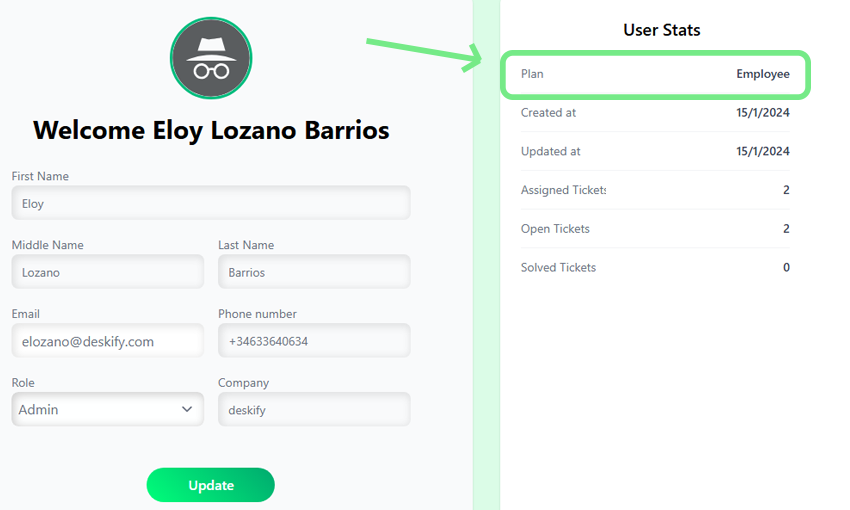 Welcome Eloy Lozano Barrios
First Name
Eloy
Middle Name Last Name
Lozano Barrios
Email Phone number
elozano@deskify.com +34633640634
Role Company
Admin deskify
Update
User Stats
Plan Employee
Created at 15/1/2024
Updated at 15/1/2024
Assigned Tickets 2
Open Tickets 2
Solved Tickets 0